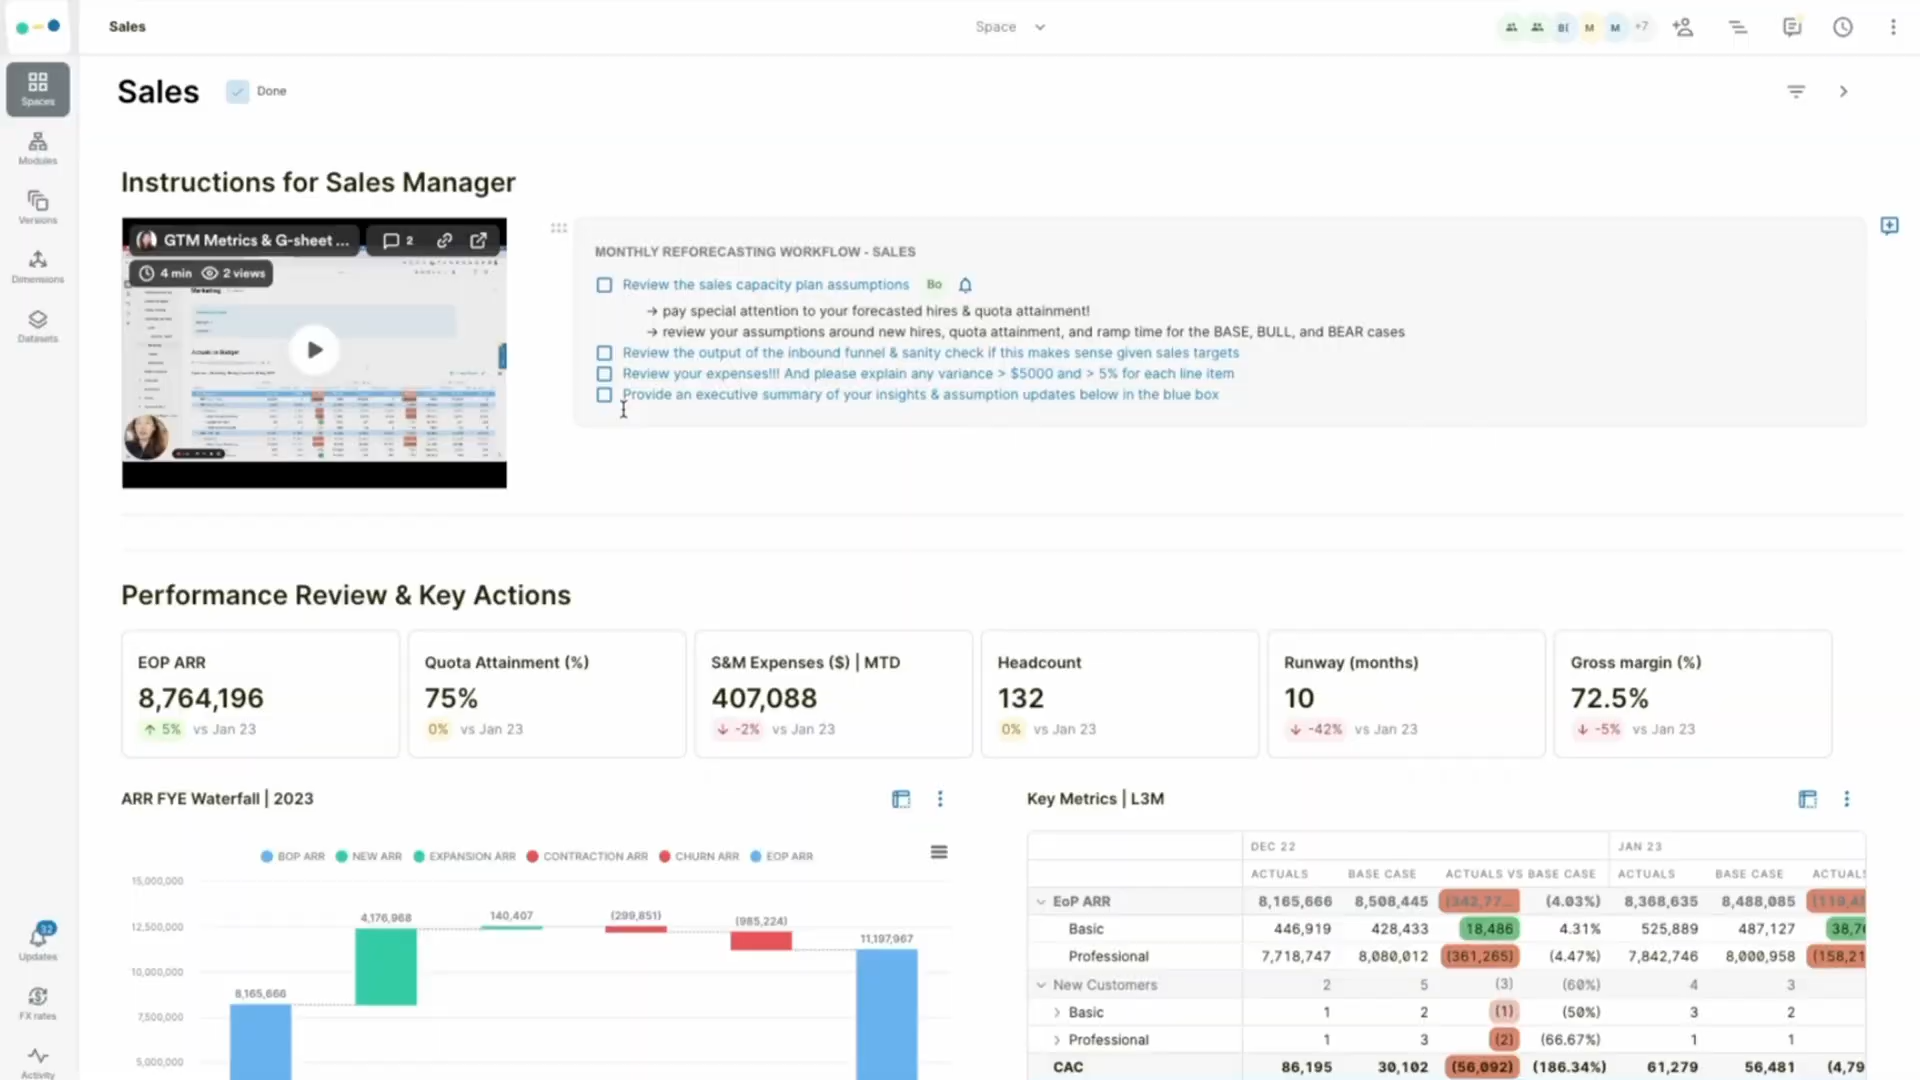 Sales
Space
B(
M
M
+7
Spaces
Modules
Versions
Dimensions
Datasets
32
Updates
FX rates
Activity
Sales
Done
Instructions for Sales Manager
GTM Metrics & G-sheet ...
2
4 min 2 views
Marketing
MONTHLY REFORECASTING WORKFLOW - SALES
Review the sales capacity plan assumptions Bo
→ pay special attention to your forecasted hires & quota attainment!
→ review your assumptions around new hires, quota attainment, and ramp time for the BASE, BULL, and BEAR cases
Review the output of the inbound funnel & sanity check if this makes sense given sales targets
Review your expenses!!! And please explain any variance > $5000 and > 5% for each line item
Provide an executive summary of your insights & assumption updates below in the blue box
Performance Review & Key Actions
EOP ARR
8,764,196
↑ 5% vs Jan 23
Quota Attainment (%)
75%
0% vs Jan 23
S&M Expenses ($) | MTD
407,088
↓ -2% vs Jan 23
Headcount
132
0% vs Jan 23
Runway (months)
10
↓ -42% vs Jan 23
Gross margin (%)
72.5%
↓ -5% vs Jan 23
ARR FYE Waterfall | 2023
BOP ARR NEW ARR EXPANSION ARR CONTRACTION ARR CHURN ARR EOP ARR
15,000,000
12,500,000
10,000,000
7,500,000
5,000,000
8,165,666
4,176,968
140,407
(299,851)
(985,224)
11,197,967
Key Metrics | L3M
DEC 22 JAN 23
ACTUALS BASE CASE ACTUALS VS BASE CASE ACTUALS BASE CASE ACTUALS
EoP ARR 8,165,666 8,508,445 (342,77... (4.03%) 8,368,635 8,488,085 (119,4
Basic 446,919 428,433 18,486 4.31% 525,889 487,127 38,7
Professional 7,718,747 8,080,012 (361,265) (4.47%) 7,842,746 8,000,958 (158,21
New Customers 2 5 (3) (60%) 4 3
Basic 1 2 (1) (50%) 3 2
Professional 1 3 (2) (66.67%) 1 1
CAC 86,195 30,102 (56,092) (186.34%) 61,279 56,481 (4,79